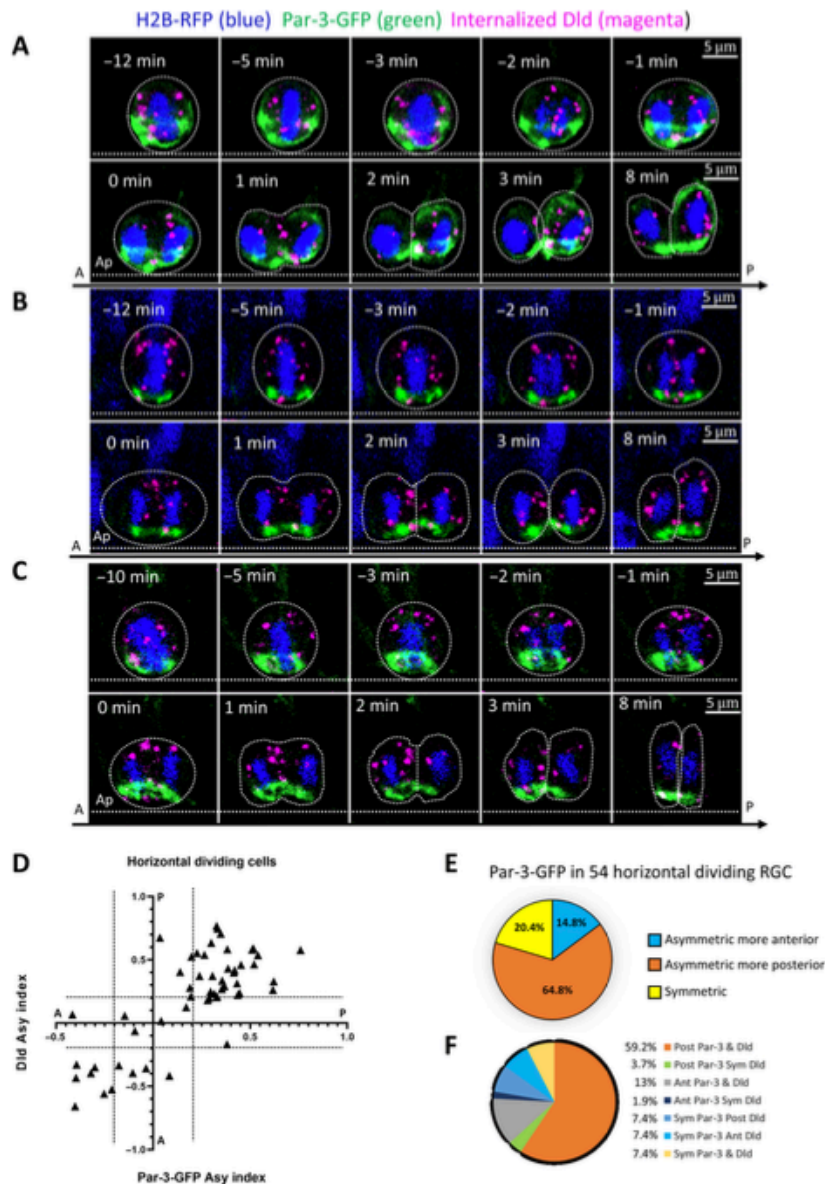 H2B-RFP (blue) Par-3-GFP (green) Internalized Dld (magenta)
A
−12 min −5 min −3 min −2 min −1 min 5 µm
0 min 1 min 2 min 3 min 8 min 5 µm
Ap
A P
B
−12 min −5 min −3 min −2 min −1 min 5 µm
0 min 1 min 2 min 3 min 8 min 5 µm
Ap
A P
C
−10 min −5 min −3 min −2 min −1 min 5 µm
0 min 1 min 2 min 3 min 8 min 5 µm
Ap
A P
D
Horizontal dividing cells
1.0
P
0.5
A P
−0.5 0.5 1.0
−0.5
A
−1.0
Dld Asy index
Par-3-GFP Asy index
E
Par-3-GFP in 54 horizontal dividing RGC
20.4% 14.8%
64.8%
Asymmetric more anterior
Asymmetric more posterior
Symmetric
F
59.2% Post Par-3 & Dld
3.7% Post Par-3 Sym Dld
13% Ant Par-3 & Dld
1.9% Ant Par-3 Sym Dld
7.4% Sym Par-3 Post Dld
7.4% Sym Par-3 Ant Dld
7.4% Sym Par-3 & Dld